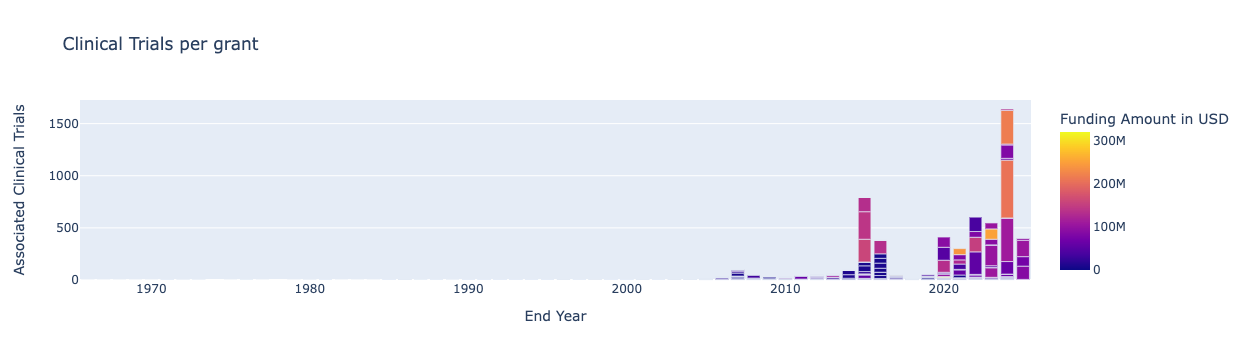 Clinical Trials per grant
Associated Clinical Trials
1500
1000
500
0
1970
1980
1990
2000
2010
2020
End Year
Funding Amount in USD
300M
200M
100M
0